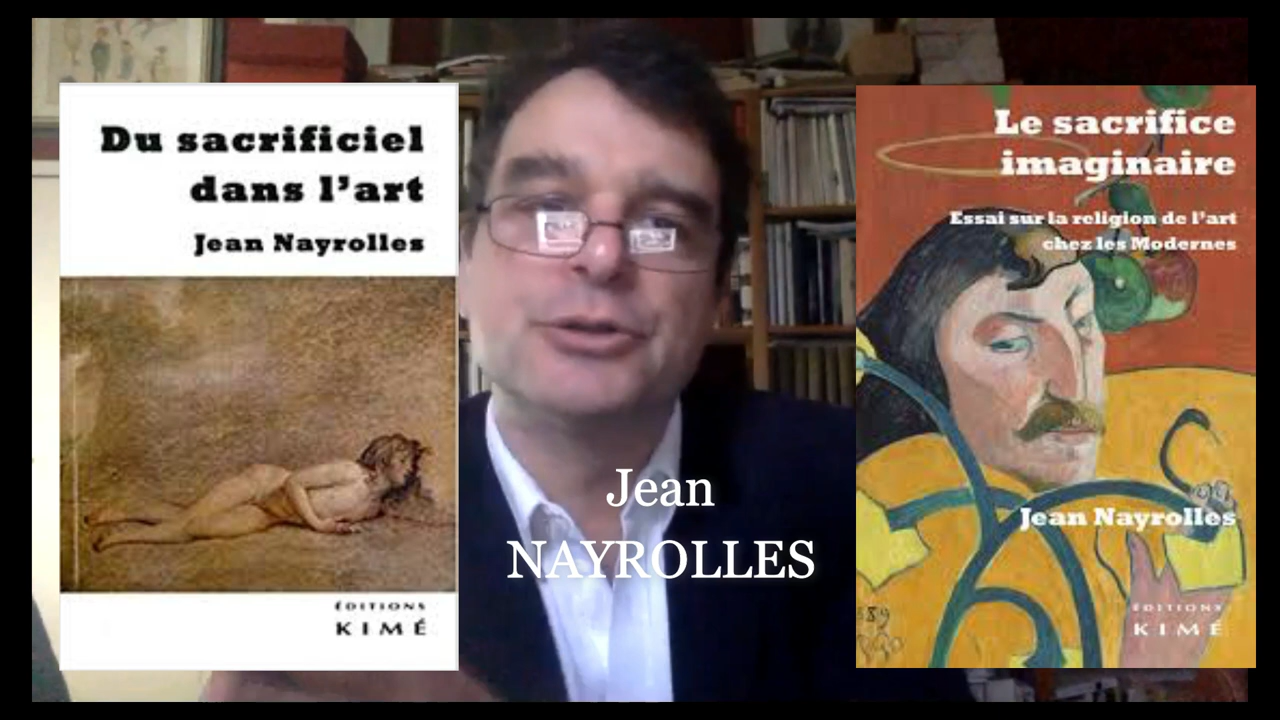 Du sacrificiel
dans l'art
Jean Nayrolles
ÉDITIONS
KIMÉ
Jean
NAYROLLES
Le sacrifice
imaginaire
Essai sur la religion de l'art
chez les Modernes
Jean Nayrolles
ÉDITIONS
KIMÉ